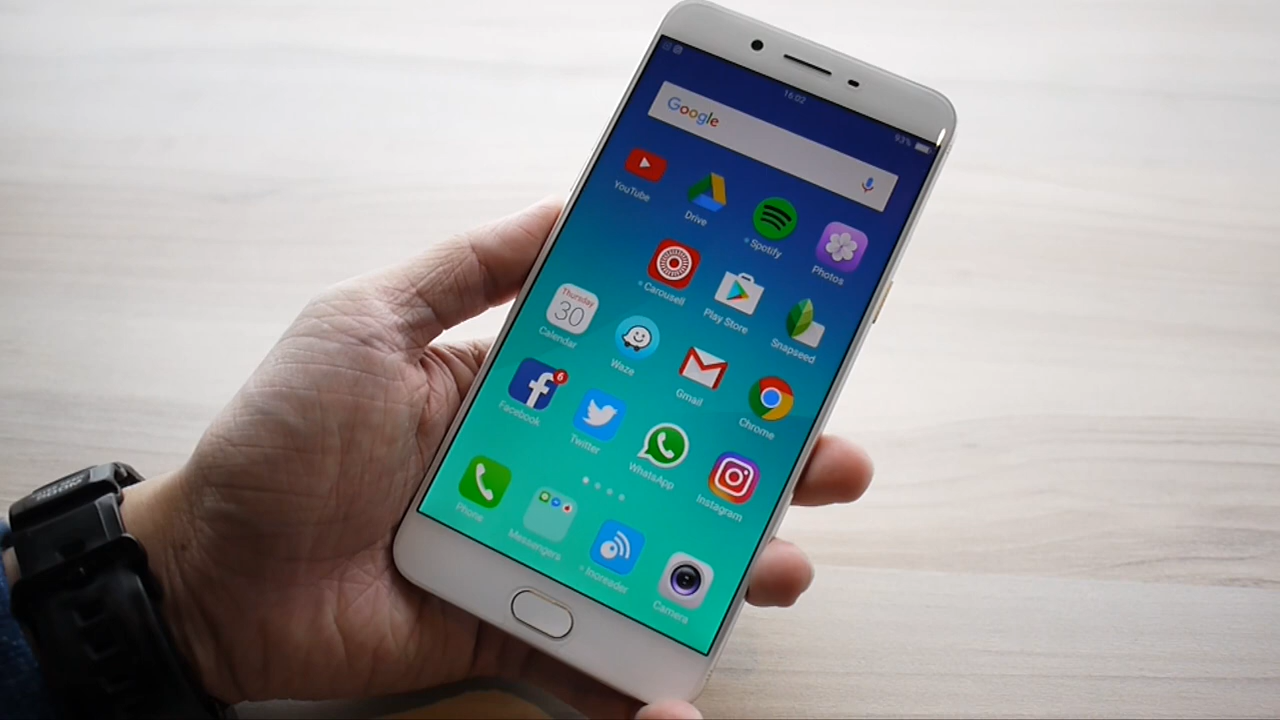 16:02
93%
Google
YouTube
Drive
Spotify
Photos
Carousell
Play Store
Snapseed
Thursday
30
Calendar
Waze
Gmail
Chrome
6
Facebook
Twitter
WhatsApp
Instagram
Phone
Messengers
Inoreader
Camera